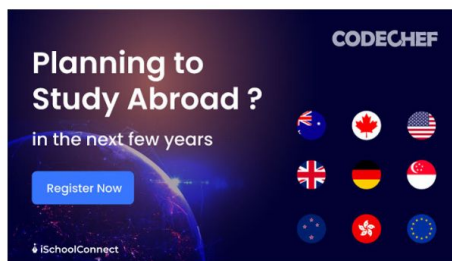 CODECHEF
Planning to
Study Abroad ?
in the next few years
Register Now
iSchoolConnect